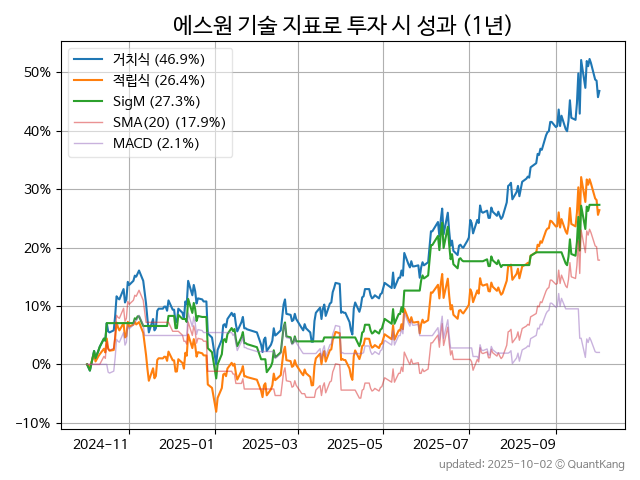 에스원 기술 지표로 투자 시 성과 (1년)
거치식 (46.9%)
적립식 (26.4%)
SigM (27.3%)
SMA(20) (17.9%)
MACD (2.1%)
50%
40%
30%
20%
10%
0%
-10%
2024-11
2025-01
2025-03
2025-05
2025-07
2025-09
updated: 2025-10-02 © QuantKang